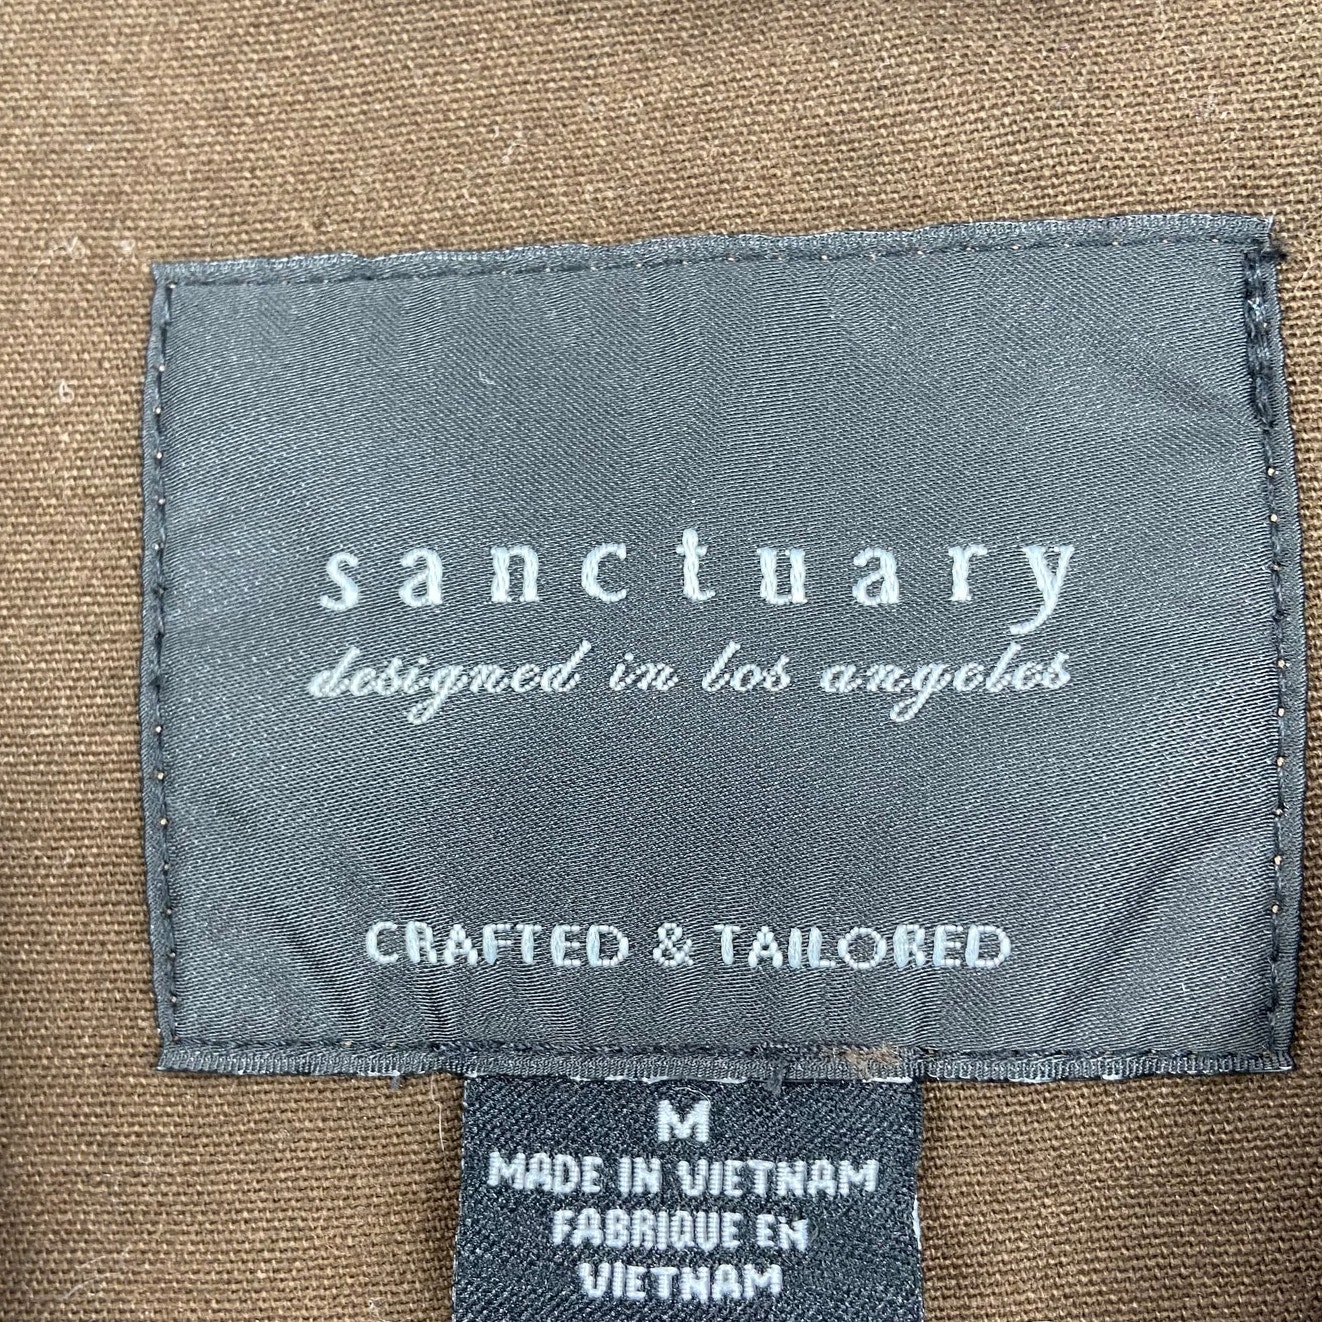 sanctuary
designed in los angeles
CRAFTED & TAILORED
M
MADE IN VIETNAM
FABRIQUE EN
VIETNAM